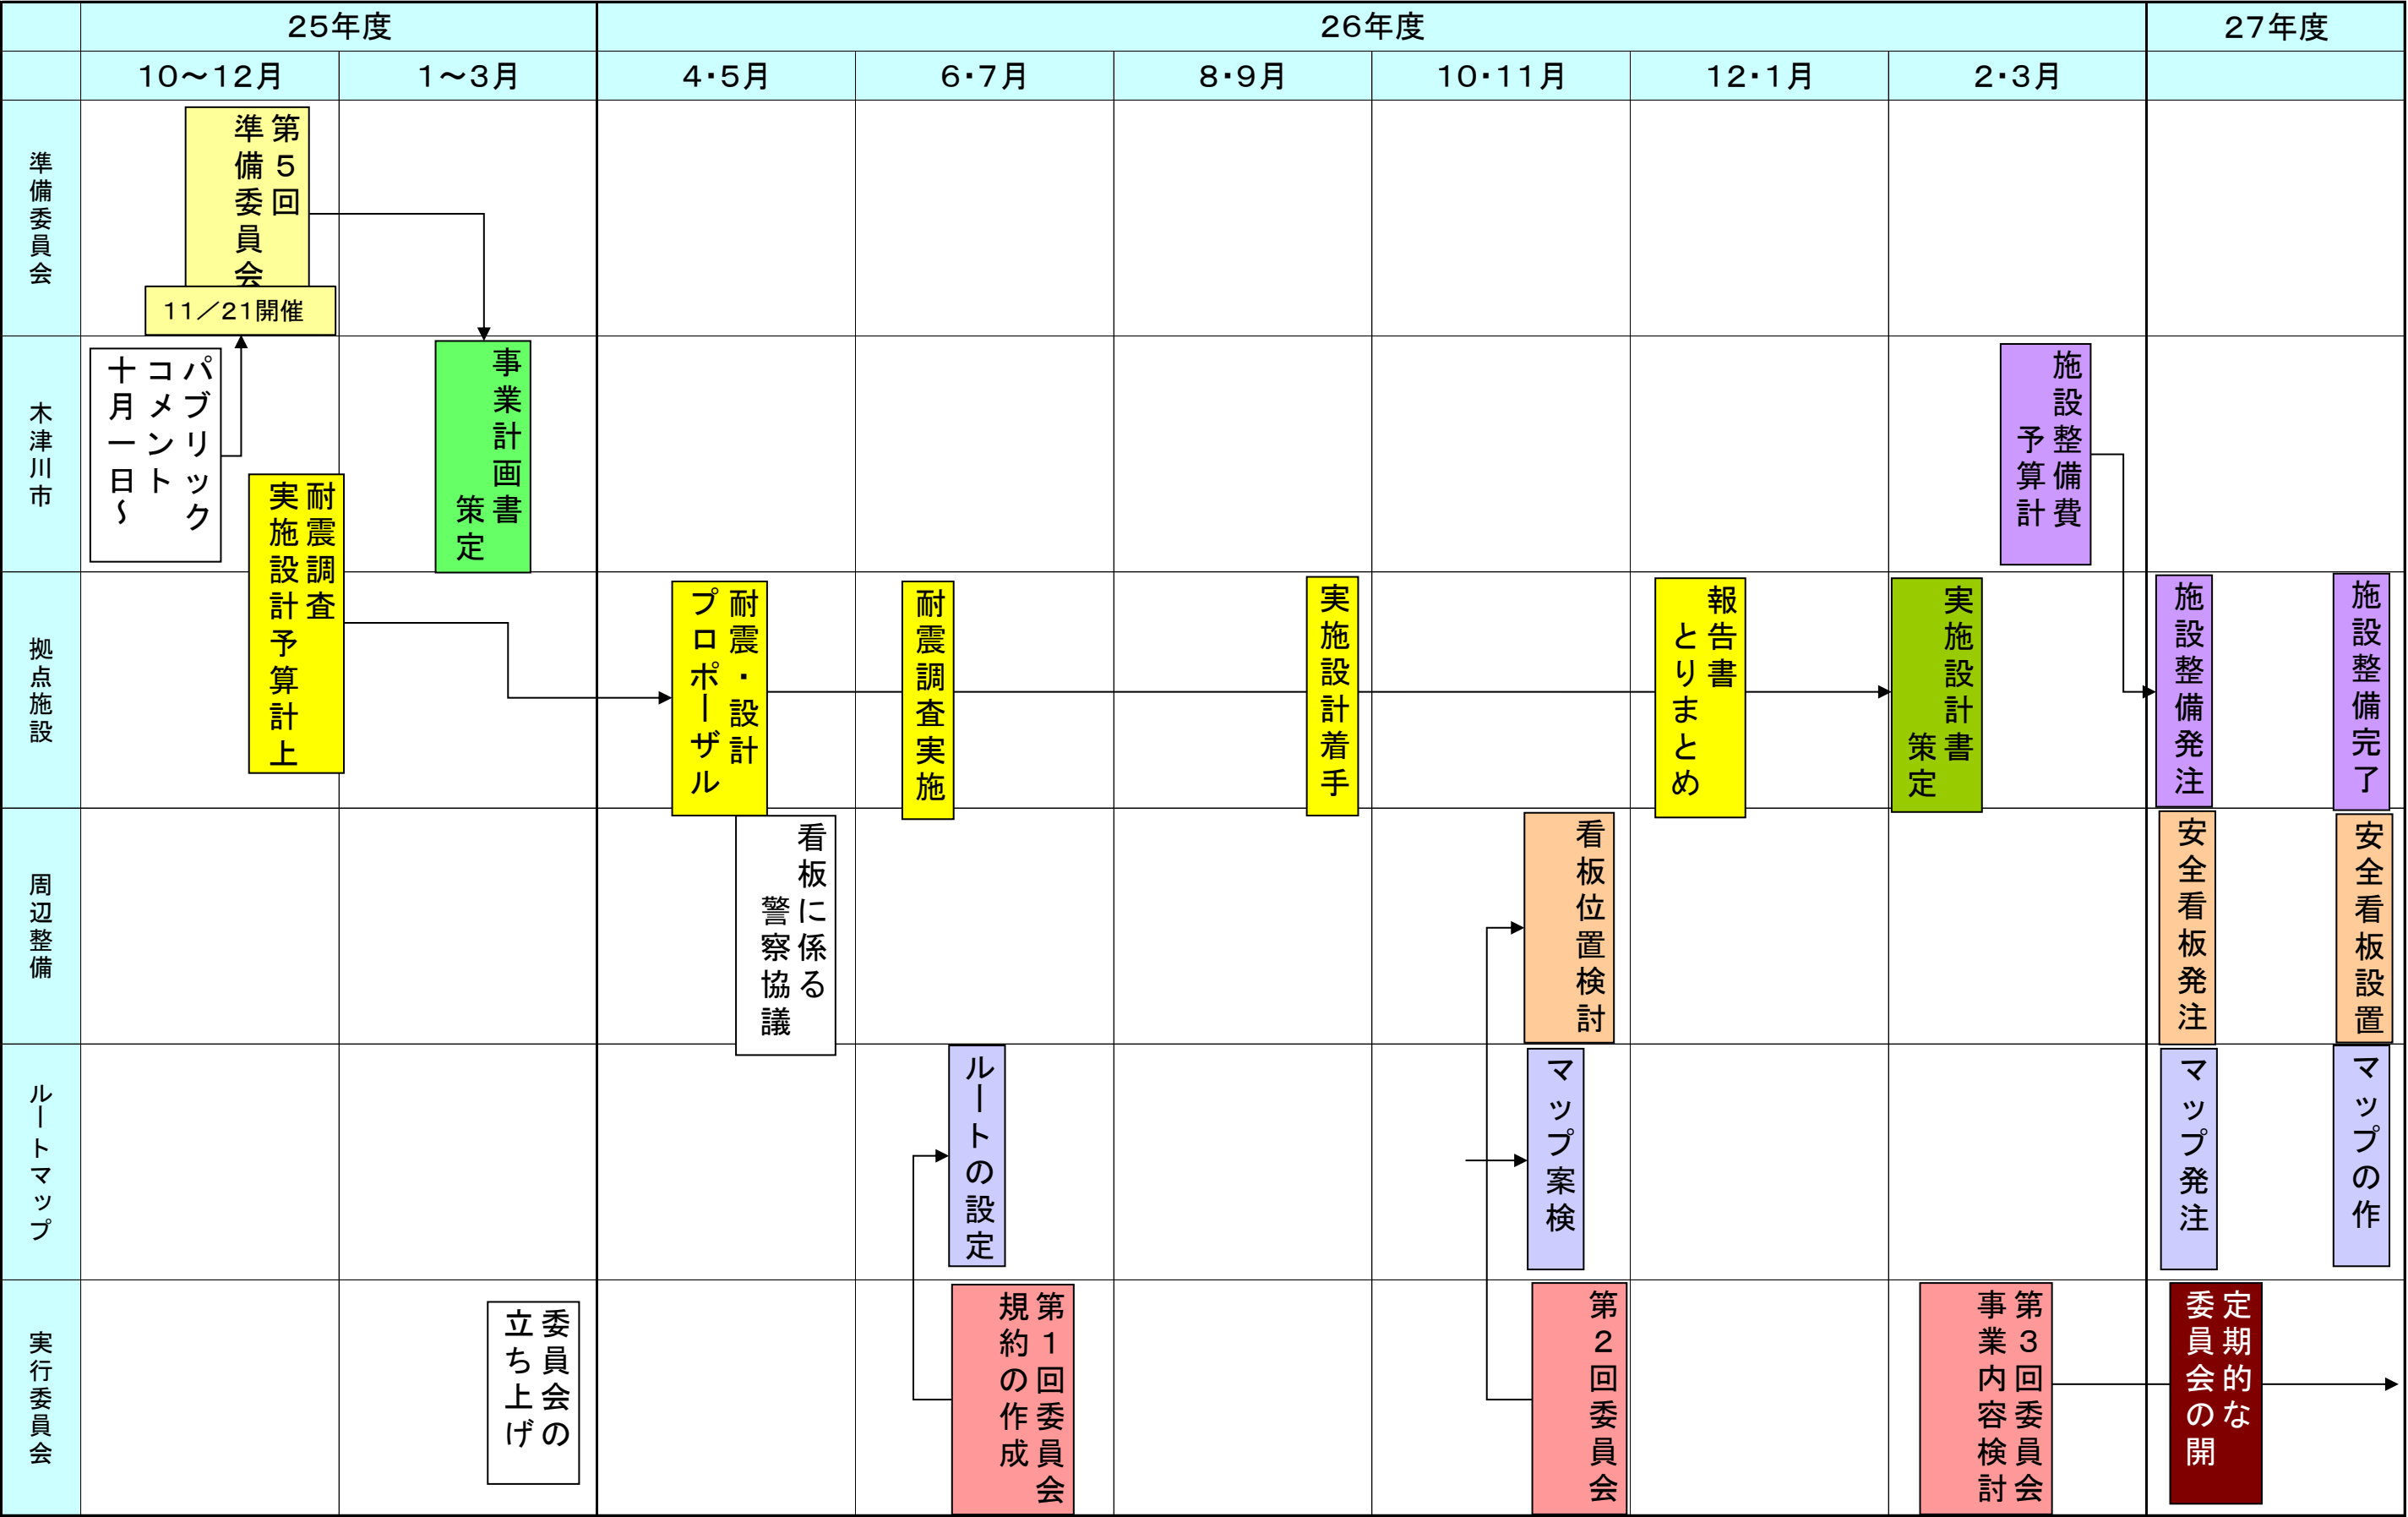 25年度
26年度
27年度
10～12月
1～3月
4・5月
6・7月
8・9月
10・11月
12・1月
2・3月
準備委員会
第5回
準備委員会
11／21開催
木津川市
パブリック
コメント
十月一日～
耐震調査
実施設計予算計上
事業計画書
策定
施設整備費
予算計
拠点施設
耐震・設計
プロポーザル
耐震調査実施
実施設計着手
報告書
とりまとめ
実施設計書
策定
施設整備発注
施設整備完了
周辺整備
看板に係る
警察協議
看板位置検討
安全看板発注
安全看板設置
ルートマップ
ルートの設定
マップ案検
マップ発注
マップの作
実行委員会
委員会の
立ち上げ
第1回委員会
規約の作成
第2回委員会
第3回委員会
事業内容検討
定期的な
委員会の開